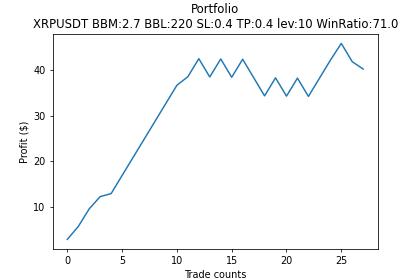 Portfolio
XRPUSDT BBM:2.7 BBL:220 SL:0.4 TP:0.4 lev:10 WinRatio:71.0
40
30
20
10
Profit ($)
0 5 10 15 20 25
Trade counts